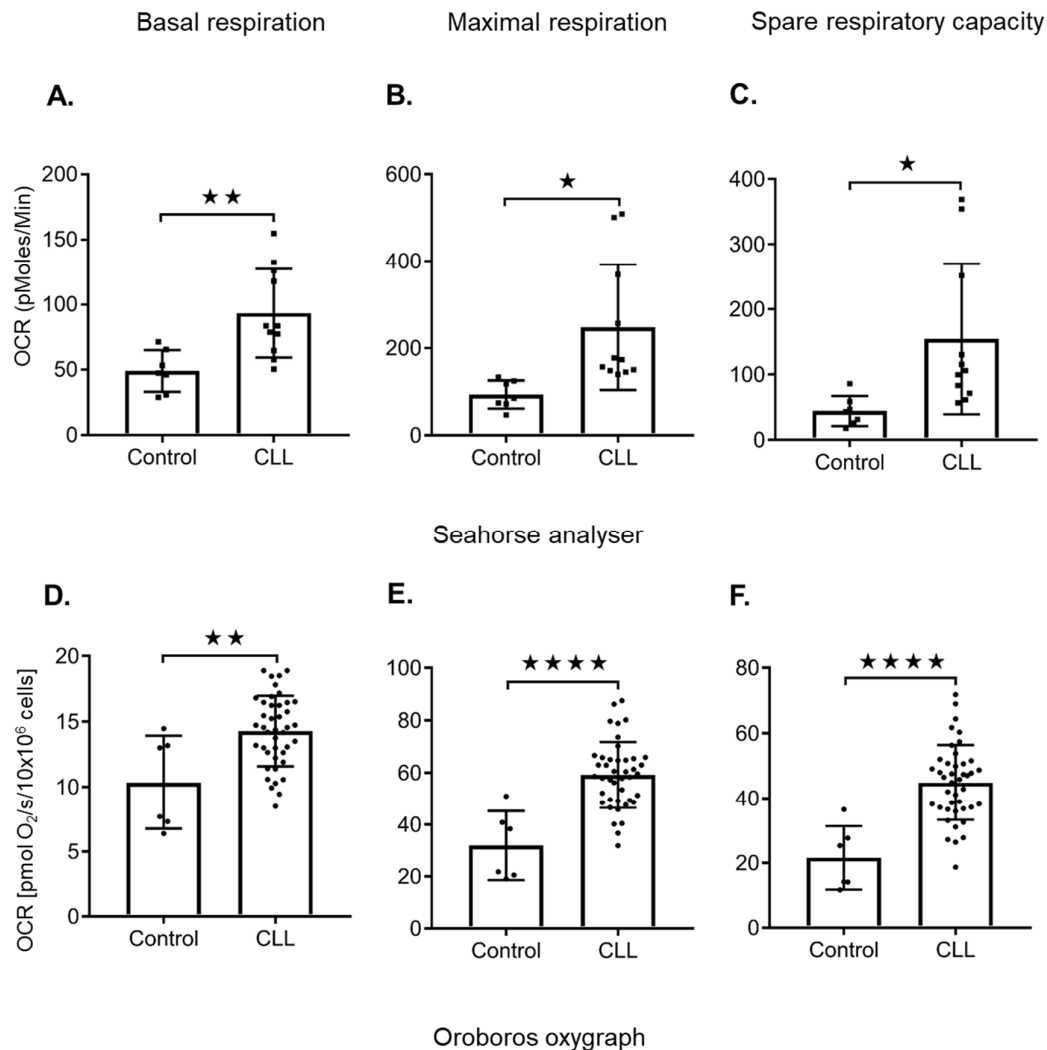 Basal respiration
Maximal respiration
Spare respiratory capacity
A.
B.
C.
OCR (pMoles/Min)
200
150
100
50
0
★★
Control
CLL
600
400
200
0
★
Control
CLL
400
300
200
100
0
★
Control
CLL
Seahorse analyser
D.
E.
F.
OCR [pmol O₂/s/10x10⁶ cells]
20
15
10
5
0
★★
Control
CLL
100
80
60
40
20
0
★★★★
Control
CLL
80
60
40
20
0
★★★★
Control
CLL
Oroboros oxygraph